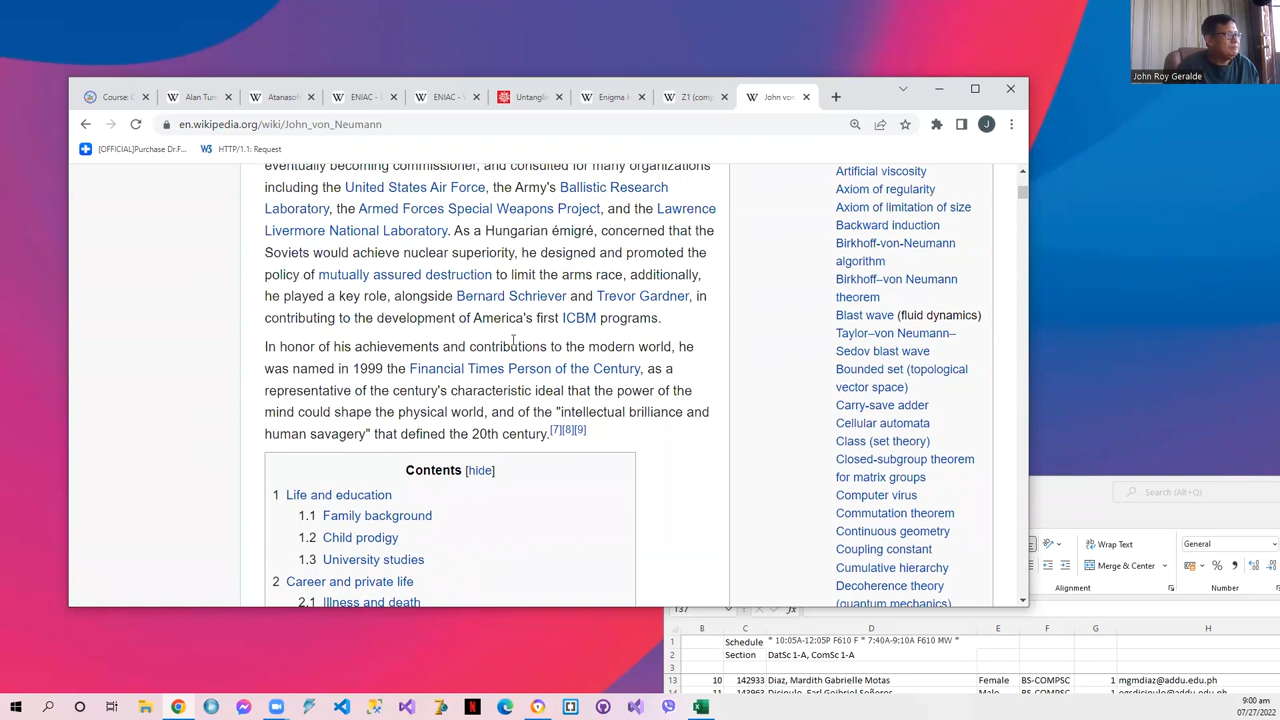 John Roy Geralde
Course: C
Alan Turi
Atanasof
ENIAC -
ENIAC - V
Untangli
Enigma
Z1 (comp
John von
en.wikipedia.org/wiki/John_von_Neumann
[OFFICIAL]Purchase Dr.F...
HTTP/1.1: Request
eventually becoming commissioner, and consulted for many organizations
including the United States Air Force, the Army's Ballistic Research
Laboratory, the Armed Forces Special Weapons Project, and the Lawrence
Livermore National Laboratory. As a Hungarian émigré, concerned that the
Soviets would achieve nuclear superiority, he designed and promoted the
policy of mutually assured destruction to limit the arms race, additionally,
he played a key role, alongside Bernard Schriever and Trevor Gardner, in
contributing to the development of America's first ICBM programs.
In honor of his achievements and contributions to the modern world, he
was named in 1999 the Financial Times Person of the Century, as a
representative of the century's characteristic ideal that the power of the
mind could shape the physical world, and of the "intellectual brilliance and
human savagery" that defined the 20th century.[7][8][9]
Contents [hide]
1 Life and education
1.1 Family background
1.2 Child prodigy
1.3 University studies
2 Career and private life
2.1 Illness and death
Artificial viscosity
Axiom of regularity
Axiom of limitation of size
Backward induction
Birkhoff-von-Neumann
algorithm
Birkhoff–von Neumann
theorem
Blast wave (fluid dynamics)
Taylor–von Neumann–
Sedov blast wave
Bounded set (topological
vector space)
Carry-save adder
Cellular automata
Class (set theory)
Closed-subgroup theorem
for matrix groups
Computer virus
Commutation theorem
Continuous geometry
Coupling constant
Cumulative hierarchy
Decoherence theory
(quantum mechanics)
Search (Alt+Q)
Wrap Text
General
Merge & Center
Alignment
Number
T37
fx
B C D E F G H
1 Schedule " 10:05A-12:05P F610 F " 7:40A-9:10A F610 MW "
2 Section DatSc 1-A, ComSc 1-A
3
13 10 142933 Diaz, Mardith Gabrielle Motas Female BS-COMPSC 1 mgmdiaz@addu.edu.ph
9:00 am
07/27/2022